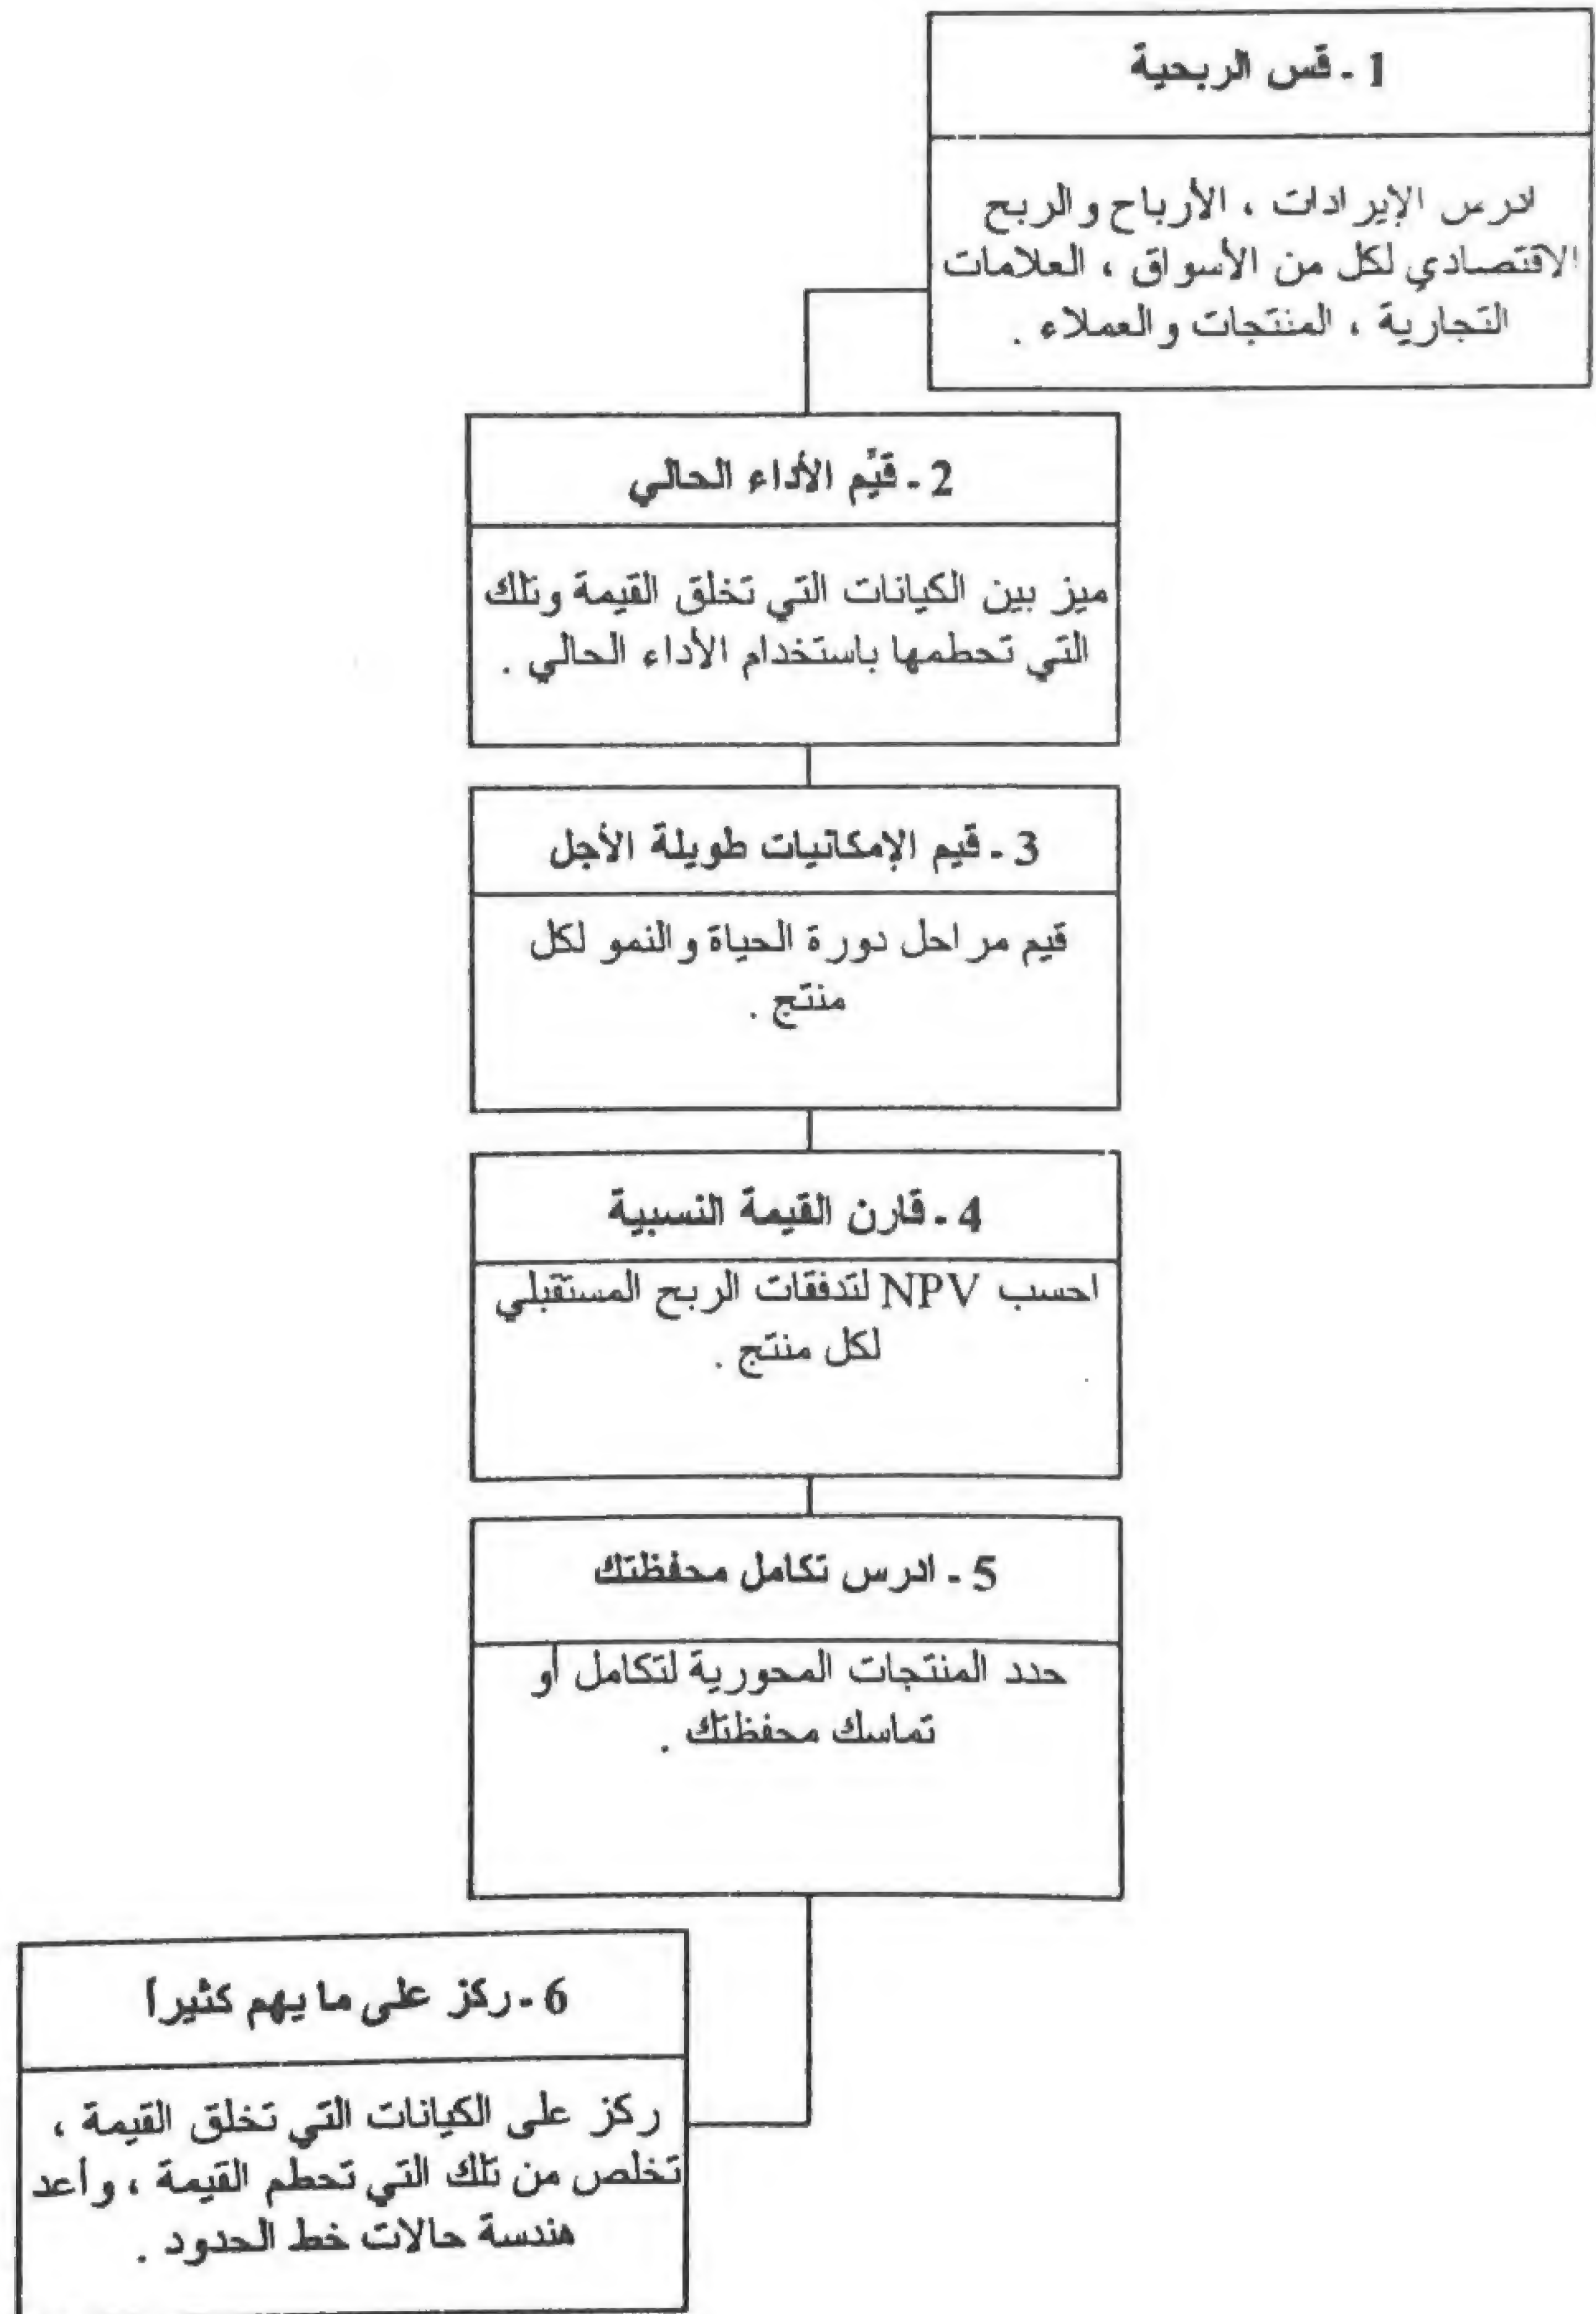 1 - قس الربحية
ادرس الإيرادات ، الأرباح والربح
الاقتصادي لكل من الأسواق ، العلامات
التجارية ، المنتجات والعملاء .
2 - قيِّم الأداء الحالي
ميز بين الكيانات التي تخلق القيمة وتلك
التي تحطمها باستخدام الأداء الحالي .
3 - قيم الإمكانيات طويلة الأجل
قيم مراحل دورة الحياة والنمو لكل
منتج .
4 - قارن القيمة النسبية
احسب NPV لتدفقات الربح المستقبلي
لكل منتج .
5 - ادرس تكامل محفظتك
حدد المنتجات المحورية لتكامل أو
تماسك محفظتك .
6 - ركز على ما يهم كثيرا
ركز على الكيانات التي تخلق القيمة ،
تخلص من تلك التي تحطم القيمة ، وأعد
هندسة حالات خط الحدود .